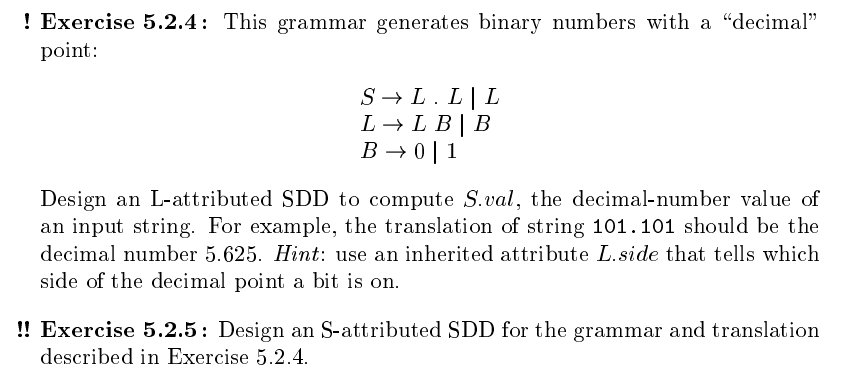 ! Exercise 5.2.4: This grammar generates binary numbers with a “decimal”
point:
S → L . L | L
L → L B | B
B → 0 | 1
Design an L-attributed SDD to compute S.val, the decimal-number value of
an input string. For example, the translation of string 101.101 should be the
decimal number 5.625. Hint: use an inherited attribute L.side that tells which
side of the decimal point a bit is on.
!! Exercise 5.2.5: Design an S-attributed SDD for the grammar and translation
described in Exercise 5.2.4.